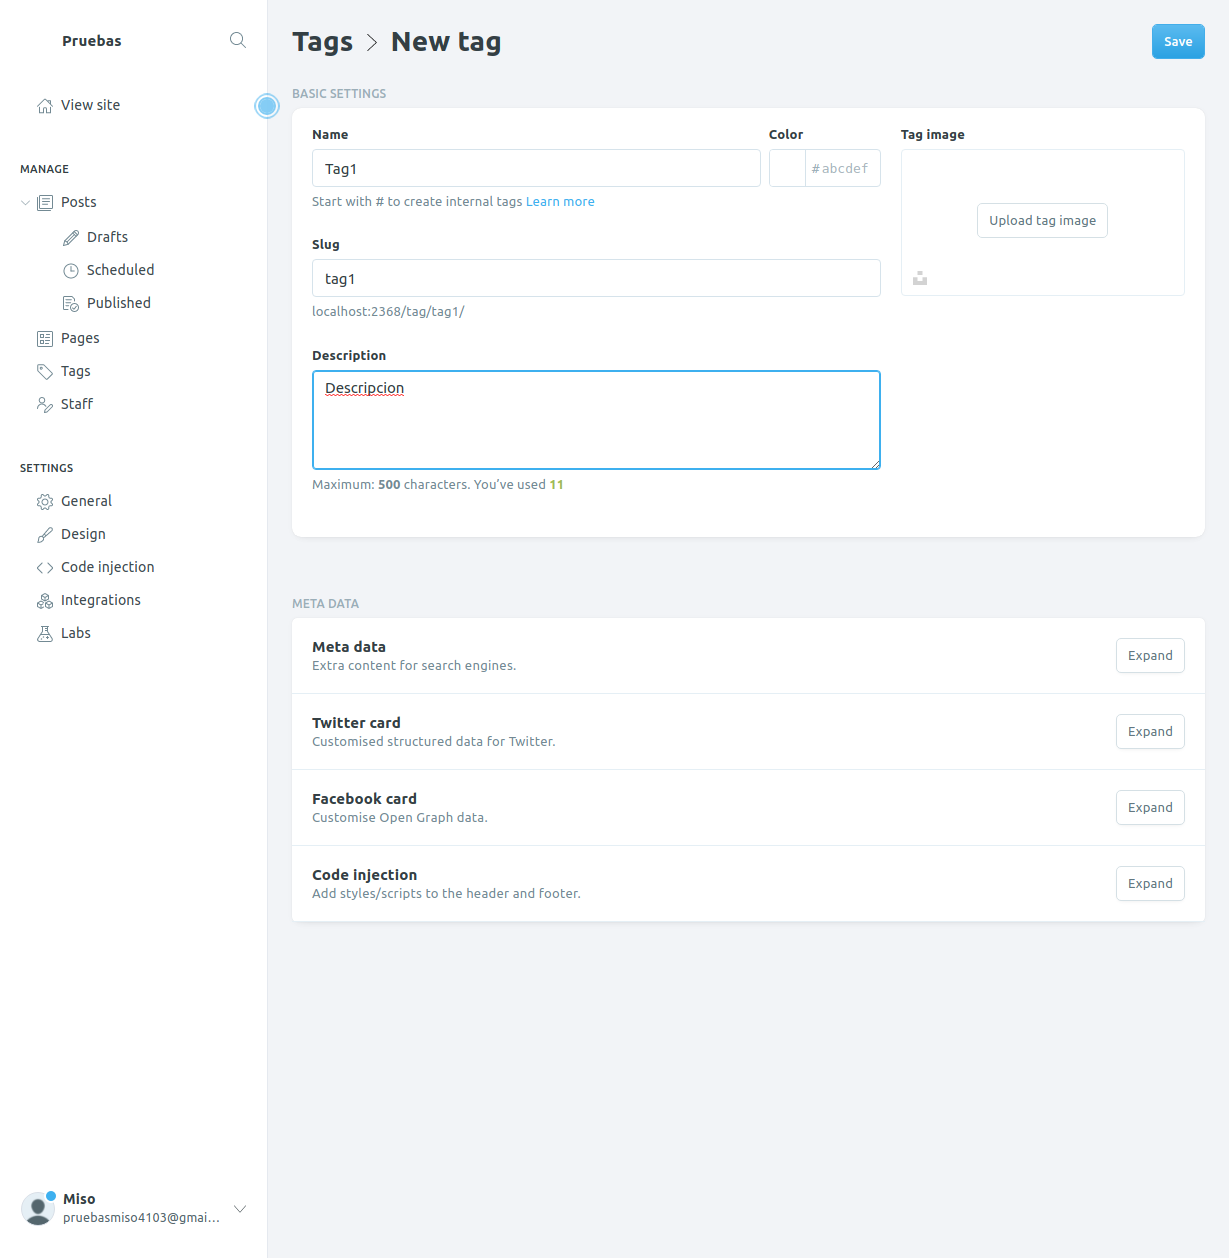 Pruebas
View site
MANAGE
Posts
Drafts
Scheduled
Published
Pages
Tags
Staff
SETTINGS
General
Design
Code injection
Integrations
Labs
Miso
pruebasmiso4103@gmai...
Tags > New tag
Save
BASIC SETTINGS
Name
Tag1
Start with # to create internal tags Learn more
Color
#abcdef
Slug
tag1
localhost:2368/tag/tag1/
Description
Descripcion
Maximum: 500 characters. You’ve used 11
Tag image
Upload tag image
META DATA
Meta data
Extra content for search engines.
Expand
Twitter card
Customised structured data for Twitter.
Expand
Facebook card
Customise Open Graph data.
Expand
Code injection
Add styles/scripts to the header and footer.
Expand